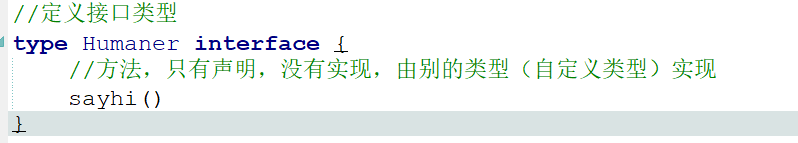 //定义接口类型
type Humaner interface {
//方法，只有声明，没有实现，由别的类型（自定义类型）实现
sayhi()
}